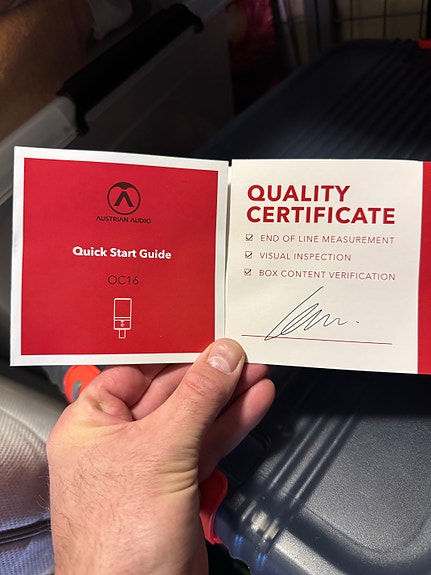 AUSTRIAN AUDIO
Quick Start Guide
OC16
QUALITY
CERTIFICATE
END OF LINE MEASUREMENT
VISUAL INSPECTION
BOX CONTENT VERIFICATION